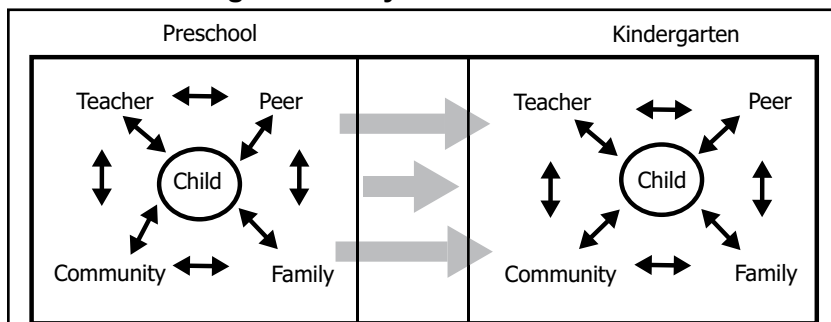 Preschool Kindergarten
Teacher Peer Teacher Peer
Child Child
Community Family Community Family